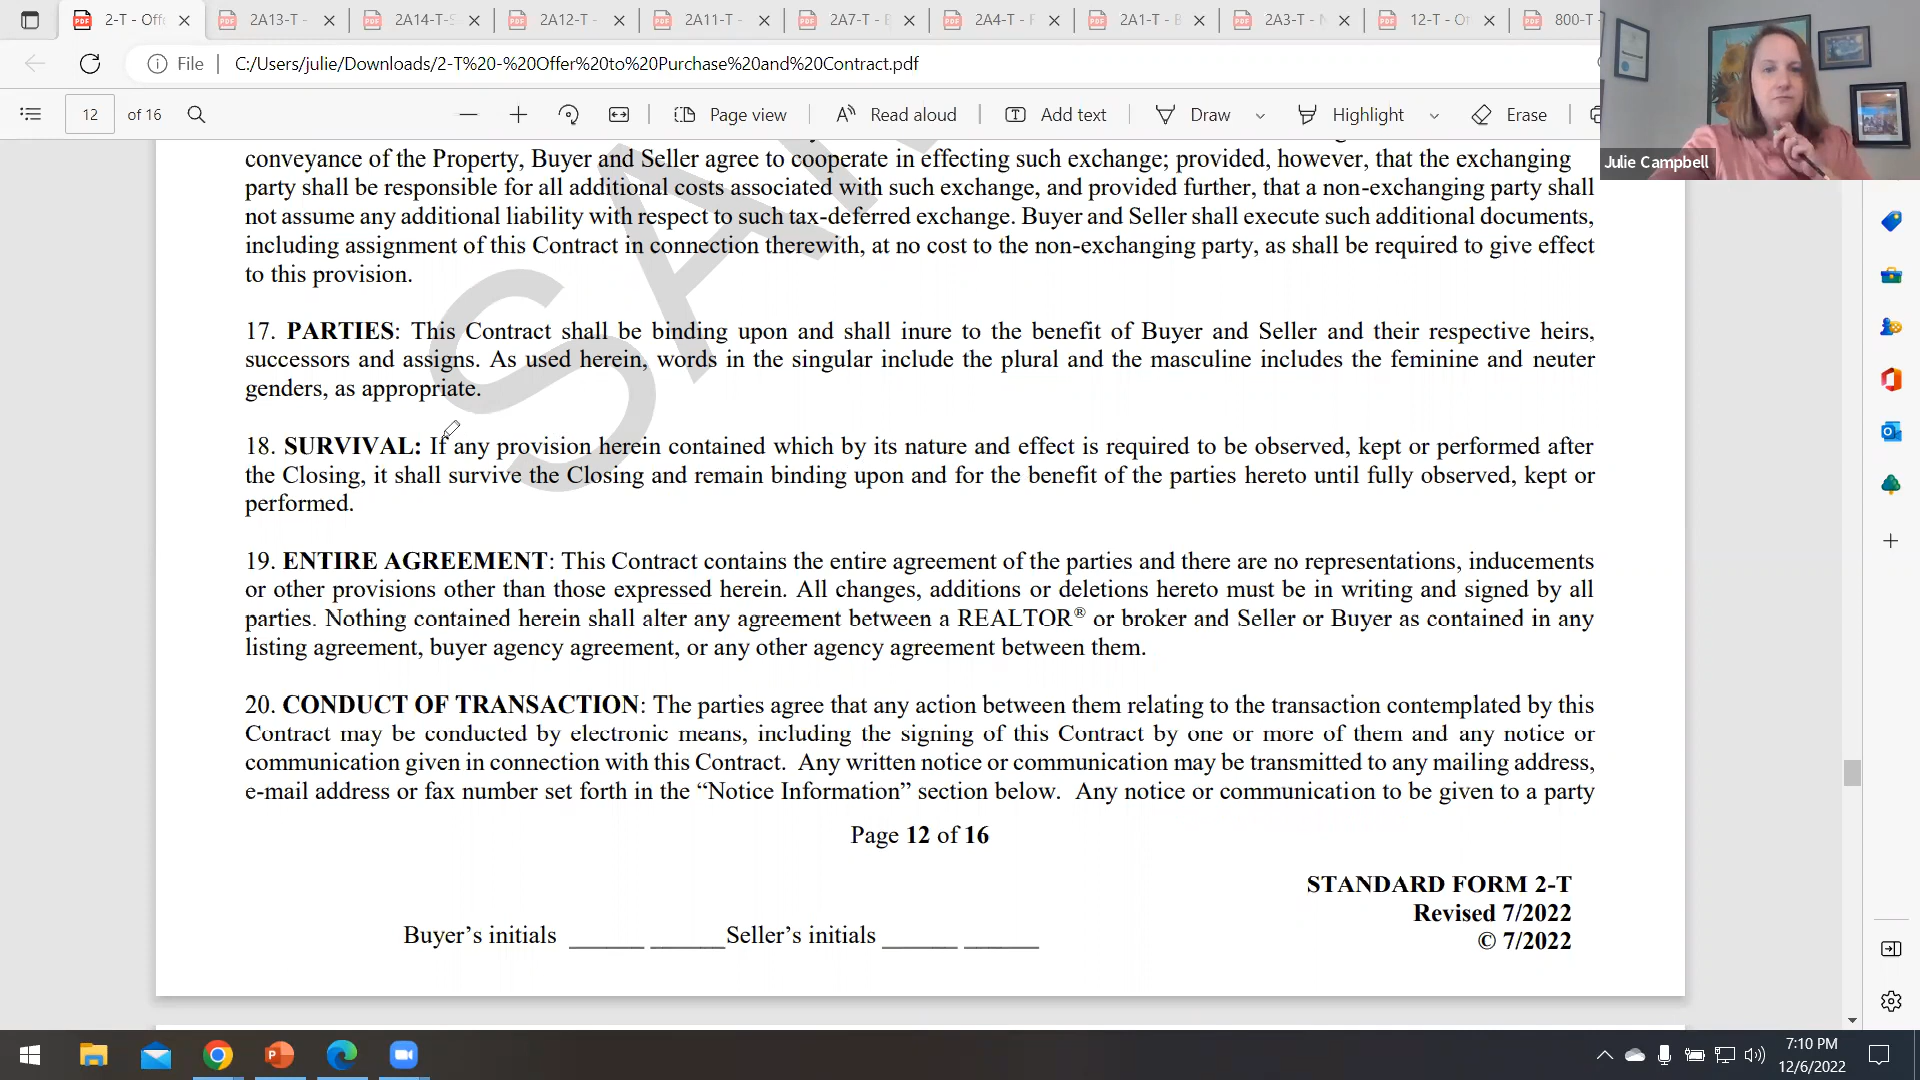 2-T - Off
2A13-T -
2A14-T-S
2A12-T -
2A11-T -
2A7-T - E
2A4-T - F
2A1-T - B
2A3-T - N
12-T - Of
800-T -
File
C:/Users/julie/Downloads/2-T%20-%20Offer%20to%20Purchase%20and%20Contract.pdf
12
of 16
Page view
Read aloud
Add text
Draw
Highlight
Erase
Julie Campbell
conveyance of the Property, Buyer and Seller agree to cooperate in effecting such exchange; provided, however, that the exchanging
party shall be responsible for all additional costs associated with such exchange, and provided further, that a non-exchanging party shall
not assume any additional liability with respect to such tax-deferred exchange. Buyer and Seller shall execute such additional documents,
including assignment of this Contract in connection therewith, at no cost to the non-exchanging party, as shall be required to give effect
to this provision.
17. PARTIES: This Contract shall be binding upon and shall inure to the benefit of Buyer and Seller and their respective heirs,
successors and assigns. As used herein, words in the singular include the plural and the masculine includes the feminine and neuter
genders, as appropriate.
18. SURVIVAL: If any provision herein contained which by its nature and effect is required to be observed, kept or performed after
the Closing, it shall survive the Closing and remain binding upon and for the benefit of the parties hereto until fully observed, kept or
performed.
19. ENTIRE AGREEMENT: This Contract contains the entire agreement of the parties and there are no representations, inducements
or other provisions other than those expressed herein. All changes, additions or deletions hereto must be in writing and signed by all
parties. Nothing contained herein shall alter any agreement between a REALTOR® or broker and Seller or Buyer as contained in any
listing agreement, buyer agency agreement, or any other agency agreement between them.
20. CONDUCT OF TRANSACTION: The parties agree that any action between them relating to the transaction contemplated by this
Contract may be conducted by electronic means, including the signing of this Contract by one or more of them and any notice or
communication given in connection with this Contract. Any written notice or communication may be transmitted to any mailing address,
e-mail address or fax number set forth in the “Notice Information” section below. Any notice or communication to be given to a party
Page 12 of 16
STANDARD FORM 2-T
Revised 7/2022
© 7/2022
Buyer’s initials ______ ______Seller’s initials ______ ______
7:10 PM
12/6/2022